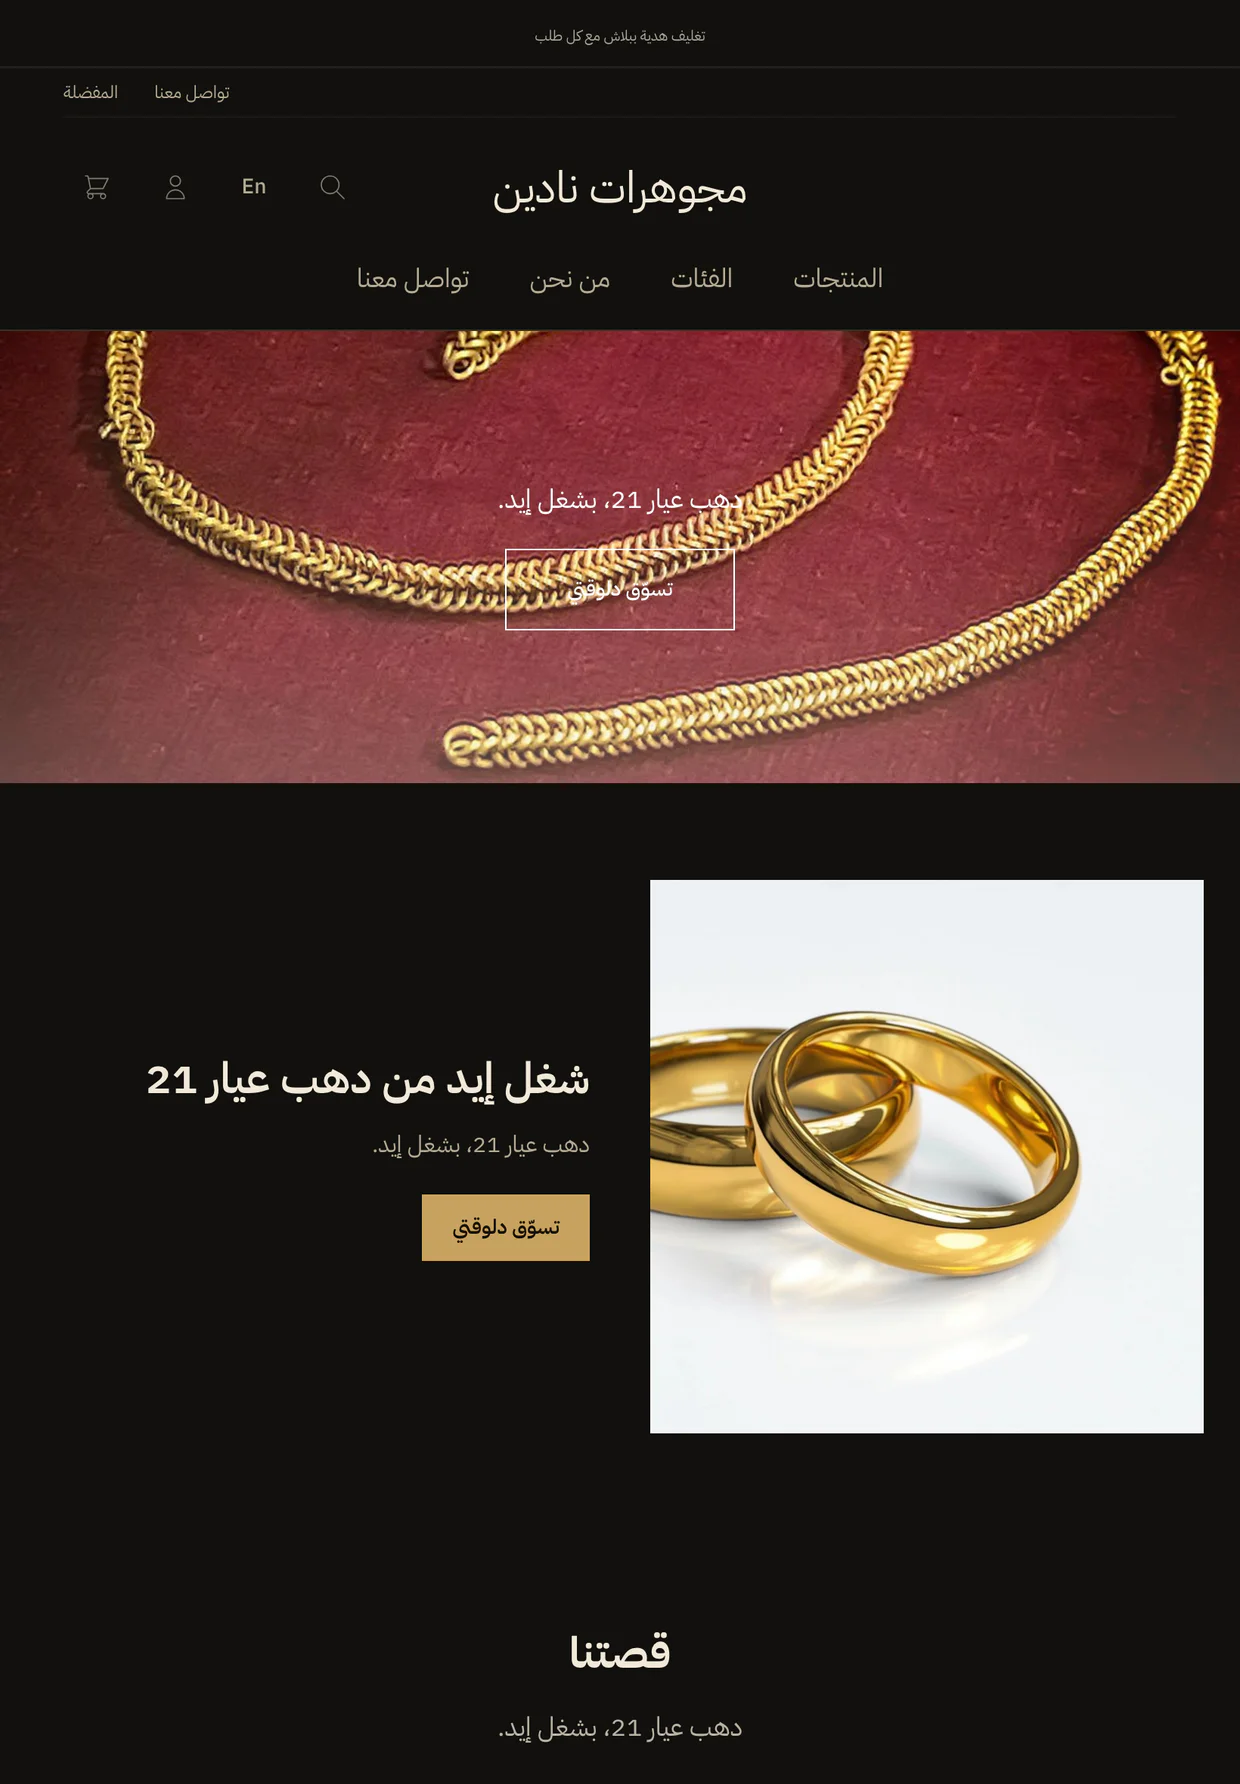 تغليف هدية ببلاش مع كل طلب
تواصل معنا
المفضلة
مجوهرات نادين
En
المنتجات
الفئات
من نحن
تواصل معنا
دهب عيار 21، بشغل إيد.
تسوّق دلوقتي
شغل إيد من دهب عيار 21
دهب عيار 21، بشغل إيد.
تسوّق دلوقتي
قصتنا
دهب عيار 21، بشغل إيد.